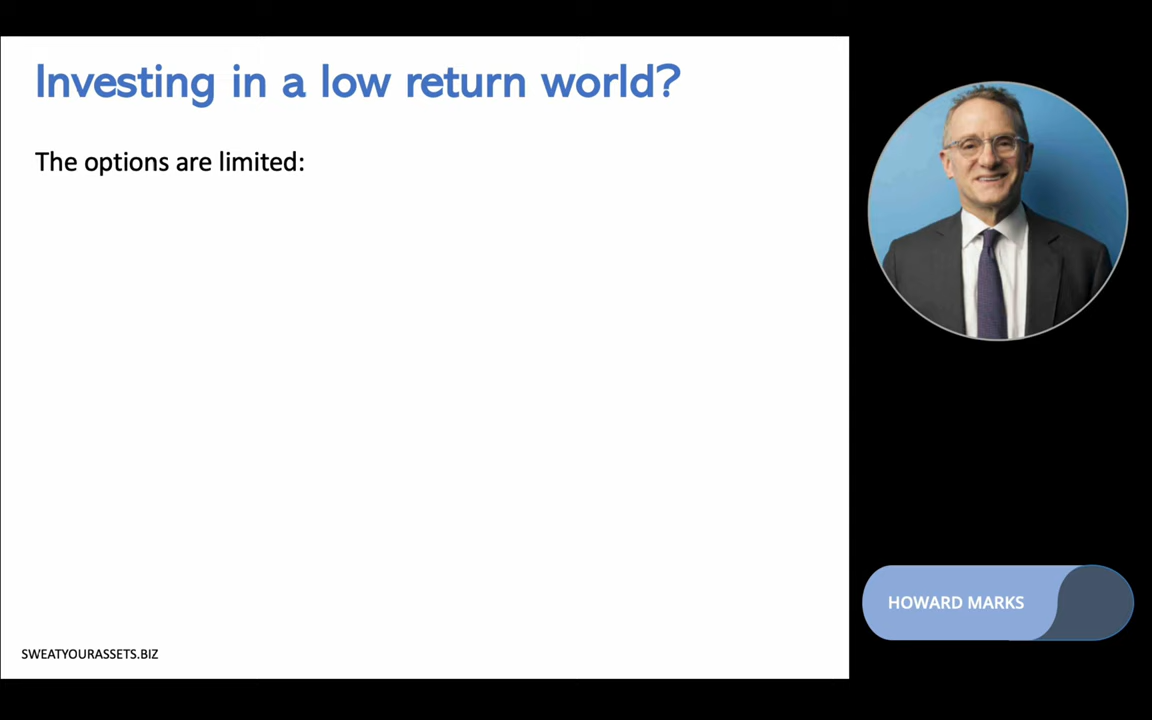 Investing in a low return world?
The options are limited:
HOWARD MARKS
SWEATYOURASSETS.BIZ